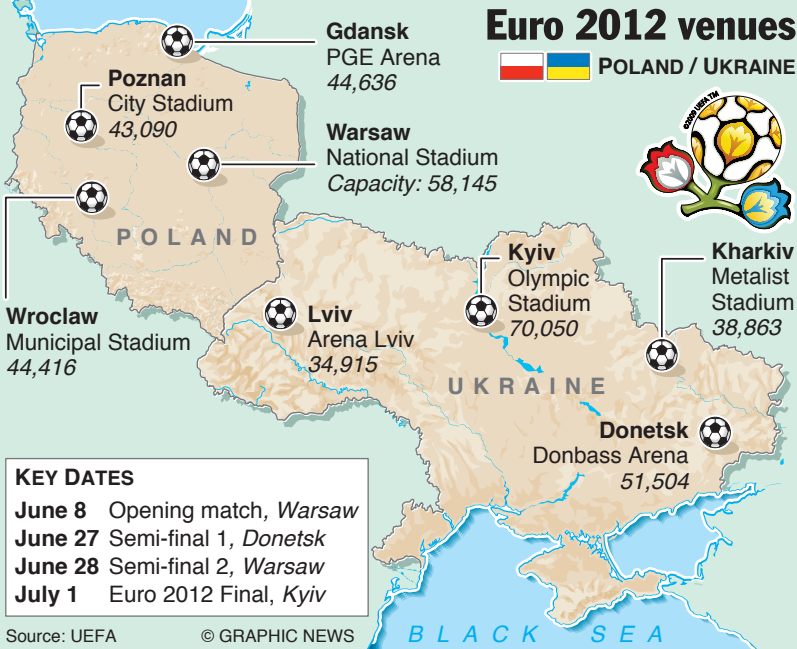 Euro 2012 venues
POLAND / UKRAINE
©2009 UEFA™
Gdansk
PGE Arena
44,636
Poznan
City Stadium
43,090
Warsaw
National Stadium
Capacity: 58,145
POLAND
Wroclaw
Municipal Stadium
44,416
Lviv
Arena Lviv
34,915
Kyiv
Olympic
Stadium
70,050
Kharkiv
Metalist
Stadium
38,863
UKRAINE
Donetsk
Donbass Arena
51,504
KEY DATES
June 8 Opening match, Warsaw
June 27 Semi-final 1, Donetsk
June 28 Semi-final 2, Warsaw
July 1 Euro 2012 Final, Kyiv
Source: UEFA
© GRAPHIC NEWS
BLACK SEA